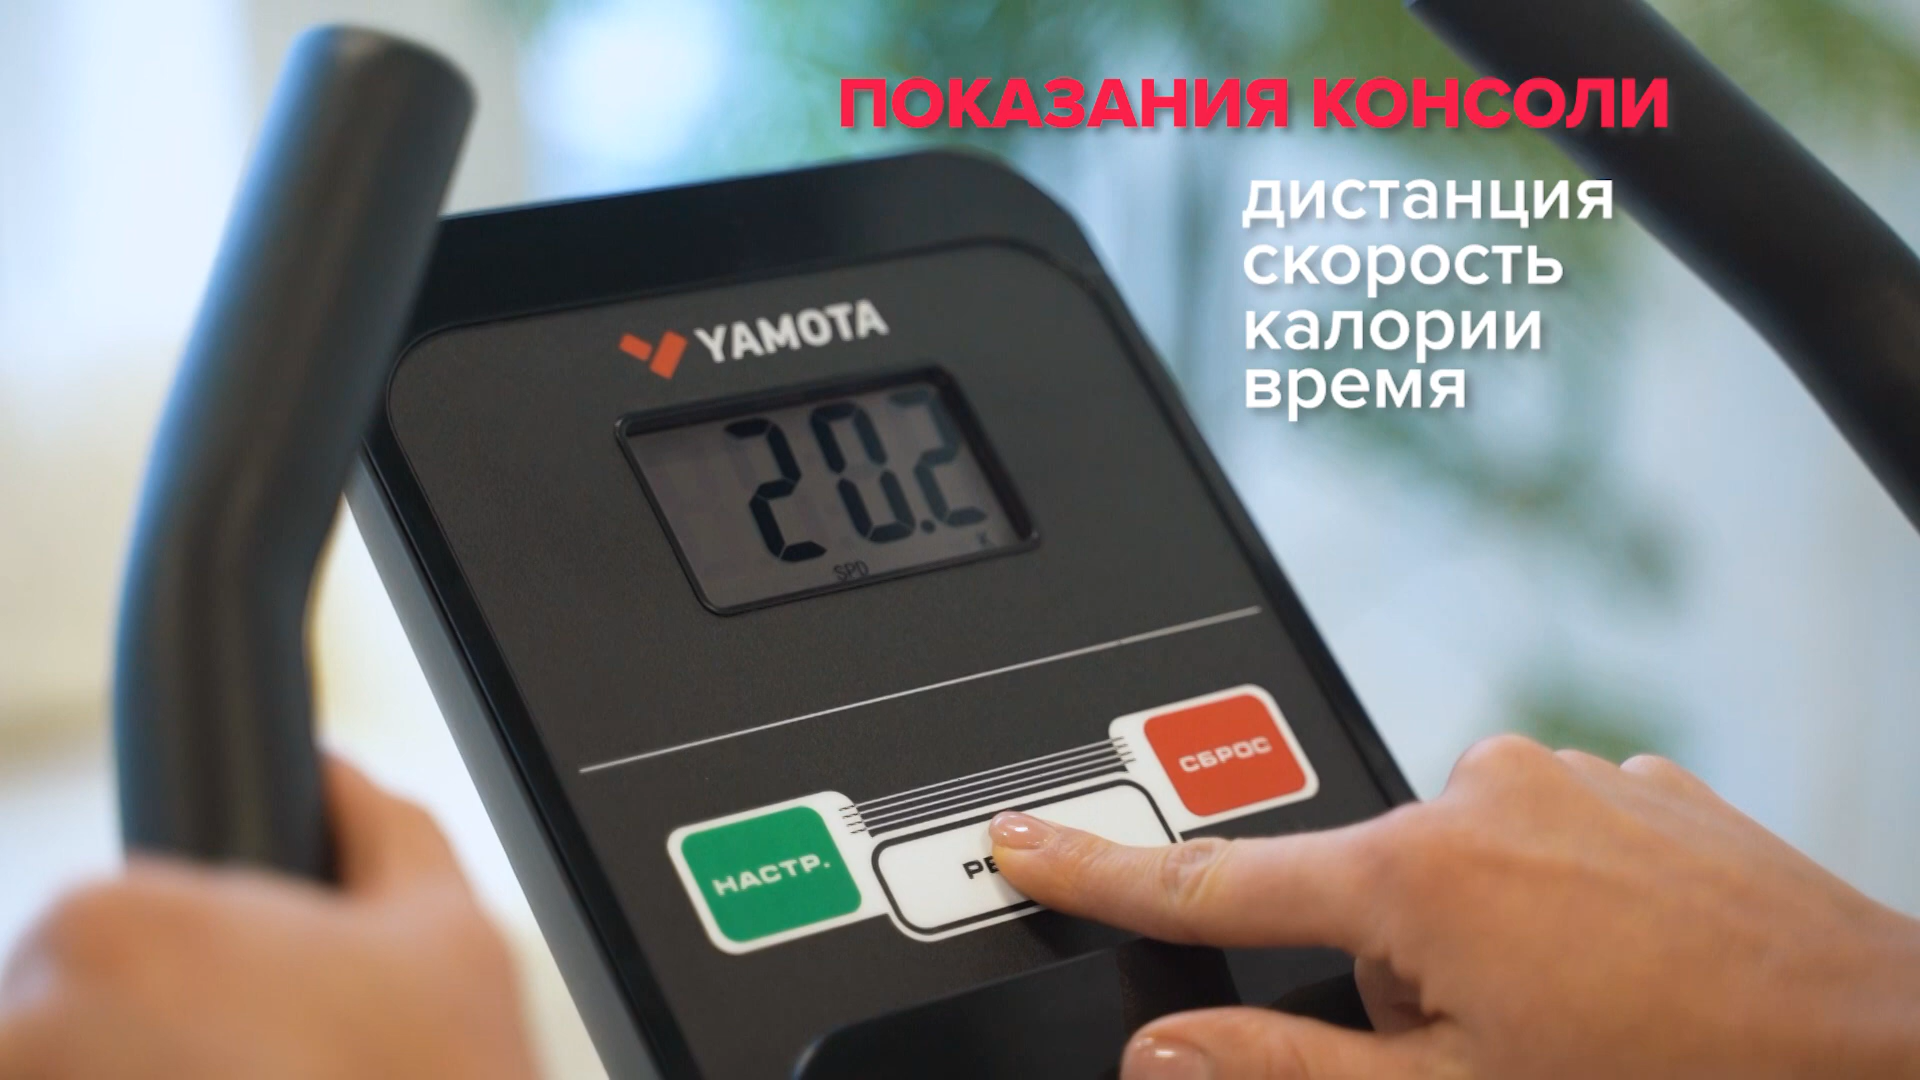 ПОКАЗАНИЯ КОНСОЛИ
дистанция
скорость
калории
время
YAMOTA
20.2
K
SPD
СБРОС
НАСТР.